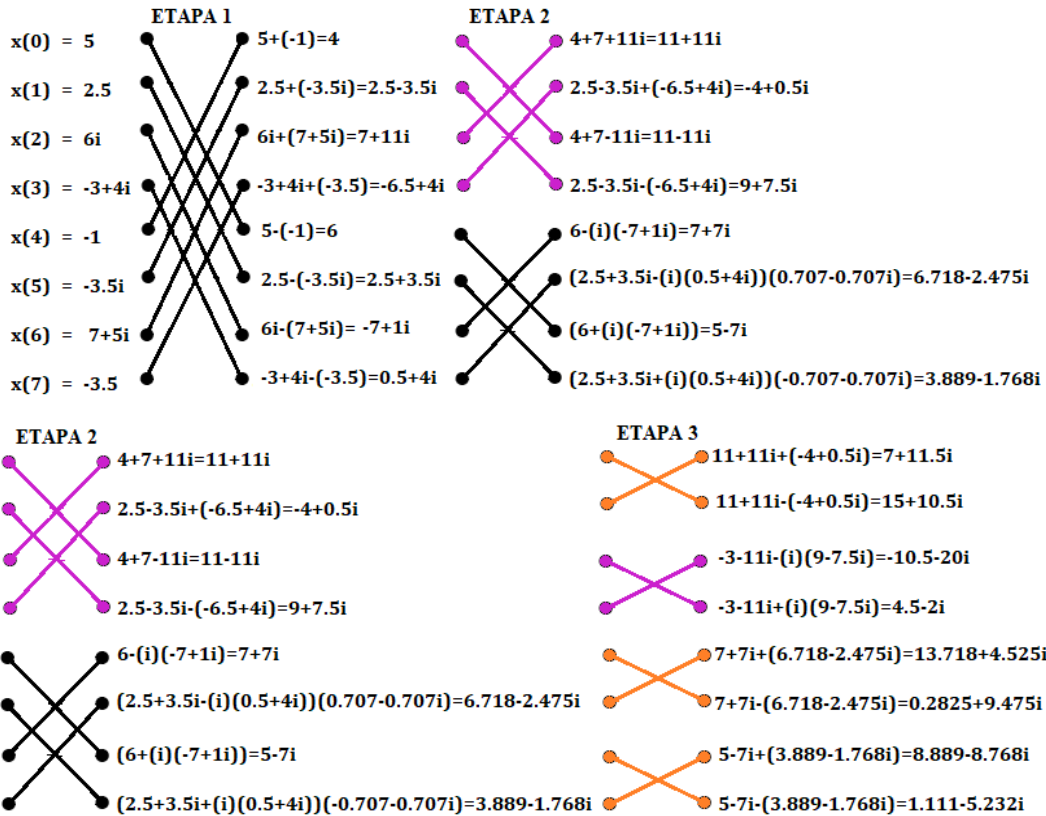 ETAPA 1
x(0) = 5
x(1) = 2.5
x(2) = 6i
x(3) = -3+4i
x(4) = -1
x(5) = -3.5i
x(6) = 7+5i
x(7) = -3.5
5+(-1)=4
2.5+(-3.5i)=2.5-3.5i
6i+(7+5i)=7+11i
-3+4i+(-3.5)=-6.5+4i
5-(-1)=6
2.5-(-3.5i)=2.5+3.5i
6i-(7+5i)= -7+1i
-3+4i-(-3.5)=0.5+4i
ETAPA 2
4+7+11i=11+11i
2.5-3.5i+(-6.5+4i)=-4+0.5i
4+7-11i=11-11i
2.5-3.5i-(-6.5+4i)=9+7.5i
6-(i)(-7+1i)=7+7i
(2.5+3.5i-(i)(0.5+4i))(0.707-0.707i)=6.718-2.475i
(6+(i)(-7+1i))=5-7i
(2.5+3.5i+(i)(0.5+4i))(-0.707-0.707i)=3.889-1.768i
ETAPA 2
4+7+11i=11+11i
2.5-3.5i+(-6.5+4i)=-4+0.5i
4+7-11i=11-11i
2.5-3.5i-(-6.5+4i)=9+7.5i
6-(i)(-7+1i)=7+7i
(2.5+3.5i-(i)(0.5+4i))(0.707-0.707i)=6.718-2.475i
(6+(i)(-7+1i))=5-7i
(2.5+3.5i+(i)(0.5+4i))(-0.707-0.707i)=3.889-1.768i
ETAPA 3
11+11i+(-4+0.5i)=7+11.5i
11+11i-(-4+0.5i)=15+10.5i
-3-11i-(i)(9-7.5i)=-10.5-20i
-3-11i+(i)(9-7.5i)=4.5-2i
7+7i+(6.718-2.475i)=13.718+4.525i
7+7i-(6.718-2.475i)=0.2825+9.475i
5-7i+(3.889-1.768i)=8.889-8.768i
5-7i-(3.889-1.768i)=1.111-5.232i